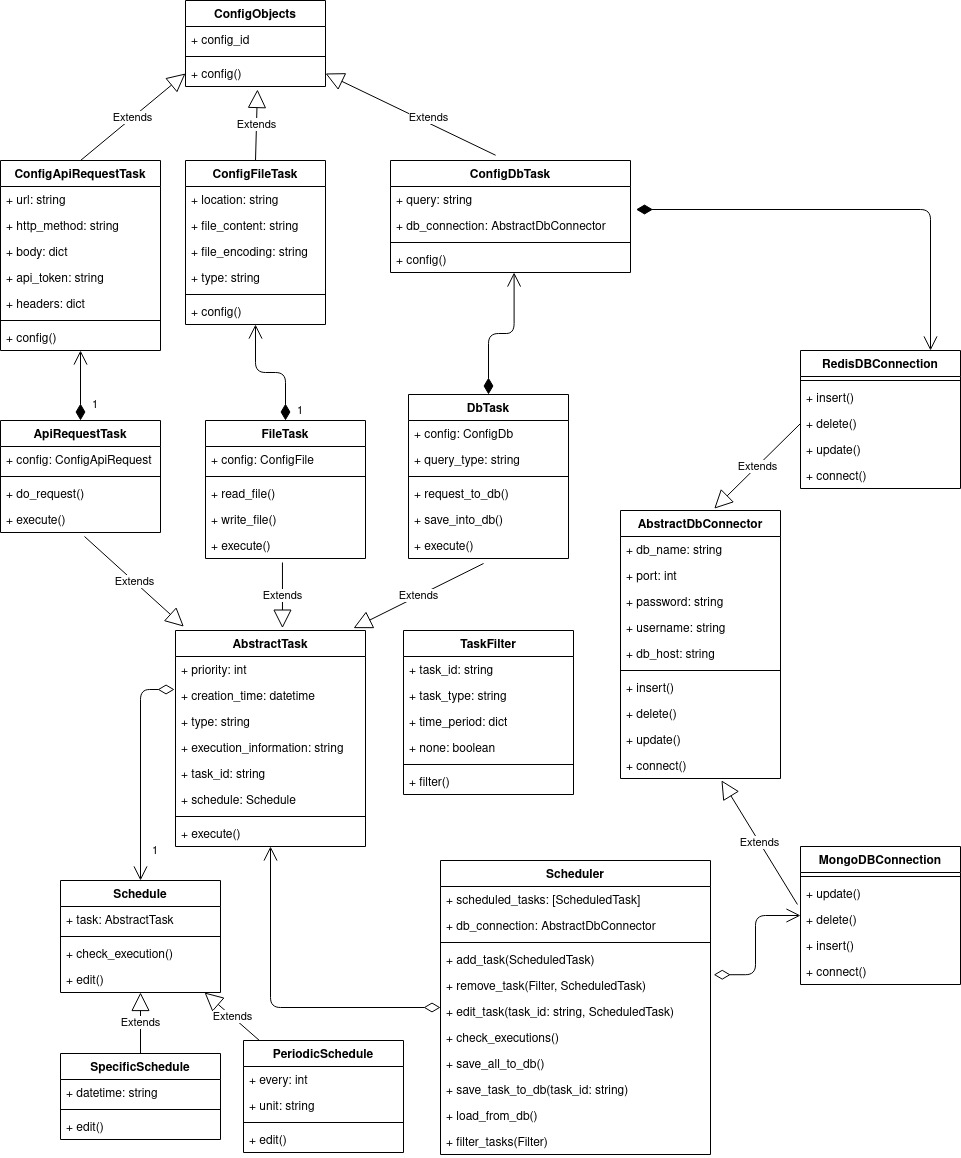 ConfigObjects
+ config_id
+ config()
Extends
Extends
Extends
ConfigApiRequestTask
+ url: string
+ http_method: string
+ body: dict
+ api_token: string
+ headers: dict
+ config()
ConfigFileTask
+ location: string
+ file_content: string
+ file_encoding: string
+ type: string
+ config()
ConfigDbTask
+ query: string
+ db_connection: AbstractDbConnector
+ config()
RedisDBConnection
+ insert()
+ delete()
+ update()
+ connect()
1
ApiRequestTask
+ config: ConfigApiRequest
+ do_request()
+ execute()
1
FileTask
+ config: ConfigFile
+ read_file()
+ write_file()
+ execute()
DbTask
+ config: ConfigDb
+ query_type: string
+ request_to_db()
+ save_into_db()
+ execute()
Extends
AbstractDbConnector
+ db_name: string
+ port: int
+ password: string
+ username: string
+ db_host: string
+ insert()
+ delete()
+ update()
+ connect()
Extends
Extends
Extends
AbstractTask
+ priority: int
+ creation_time: datetime
+ type: string
+ execution_information: string
+ task_id: string
+ schedule: Schedule
+ execute()
TaskFilter
+ task_id: string
+ task_type: string
+ time_period: dict
+ none: boolean
+ filter()
Extends
MongoDBConnection
+ update()
+ delete()
+ insert()
+ connect()
1
Schedule
+ task: AbstractTask
+ check_execution()
+ edit()
Scheduler
+ scheduled_tasks: [ScheduledTask]
+ db_connection: AbstractDbConnector
+ add_task(ScheduledTask)
+ remove_task(Filter, ScheduledTask)
+ edit_task(task_id: string, ScheduledTask)
+ check_executions()
+ save_all_to_db()
+ save_task_to_db(task_id: string)
+ load_from_db()
+ filter_tasks(Filter)
Extends
Extends
SpecificSchedule
+ datetime: string
+ edit()
PeriodicSchedule
+ every: int
+ unit: string
+ edit()